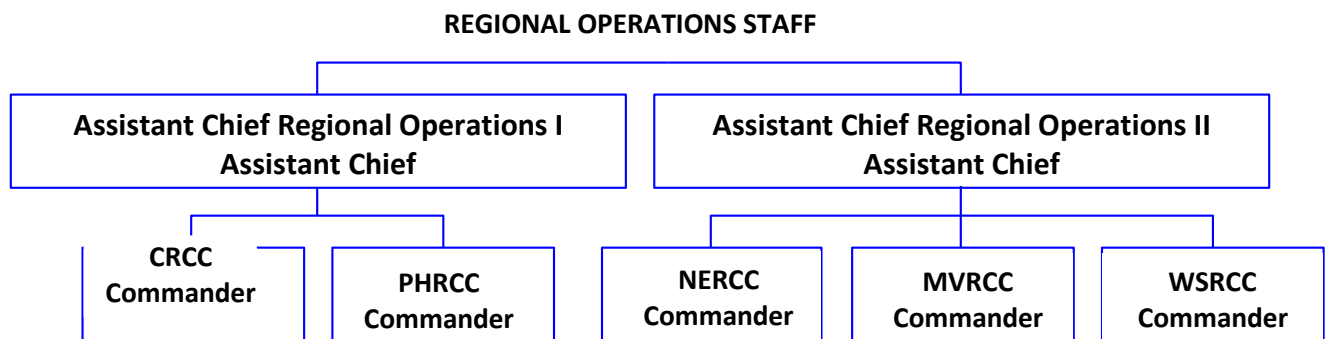 REGIONAL OPERATIONS STAFF
Assistant Chief Regional Operations I
Assistant Chief
Assistant Chief Regional Operations II
Assistant Chief
CRCC
Commander
PHRCC
Commander
NERCC
Commander
MVRCC
Commander
WSRCC
Commander